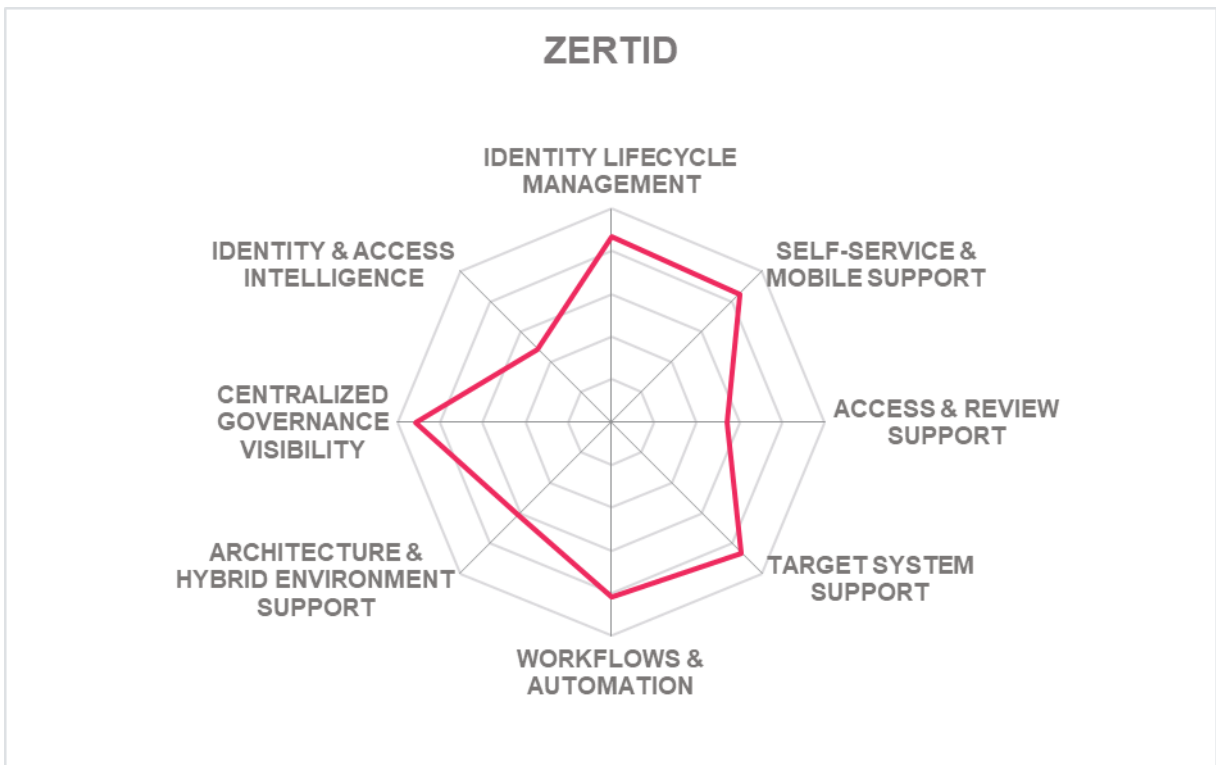 ZERTID
IDENTITY LIFECYCLE
MANAGEMENT
IDENTITY & ACCESS
INTELLIGENCE
SELF-SERVICE &
MOBILE SUPPORT
CENTRALIZED
GOVERNANCE
VISIBILITY
ACCESS & REVIEW
SUPPORT
ARCHITECTURE &
HYBRID ENVIRONMENT
SUPPORT
TARGET SYSTEM
SUPPORT
WORKFLOWS &
AUTOMATION